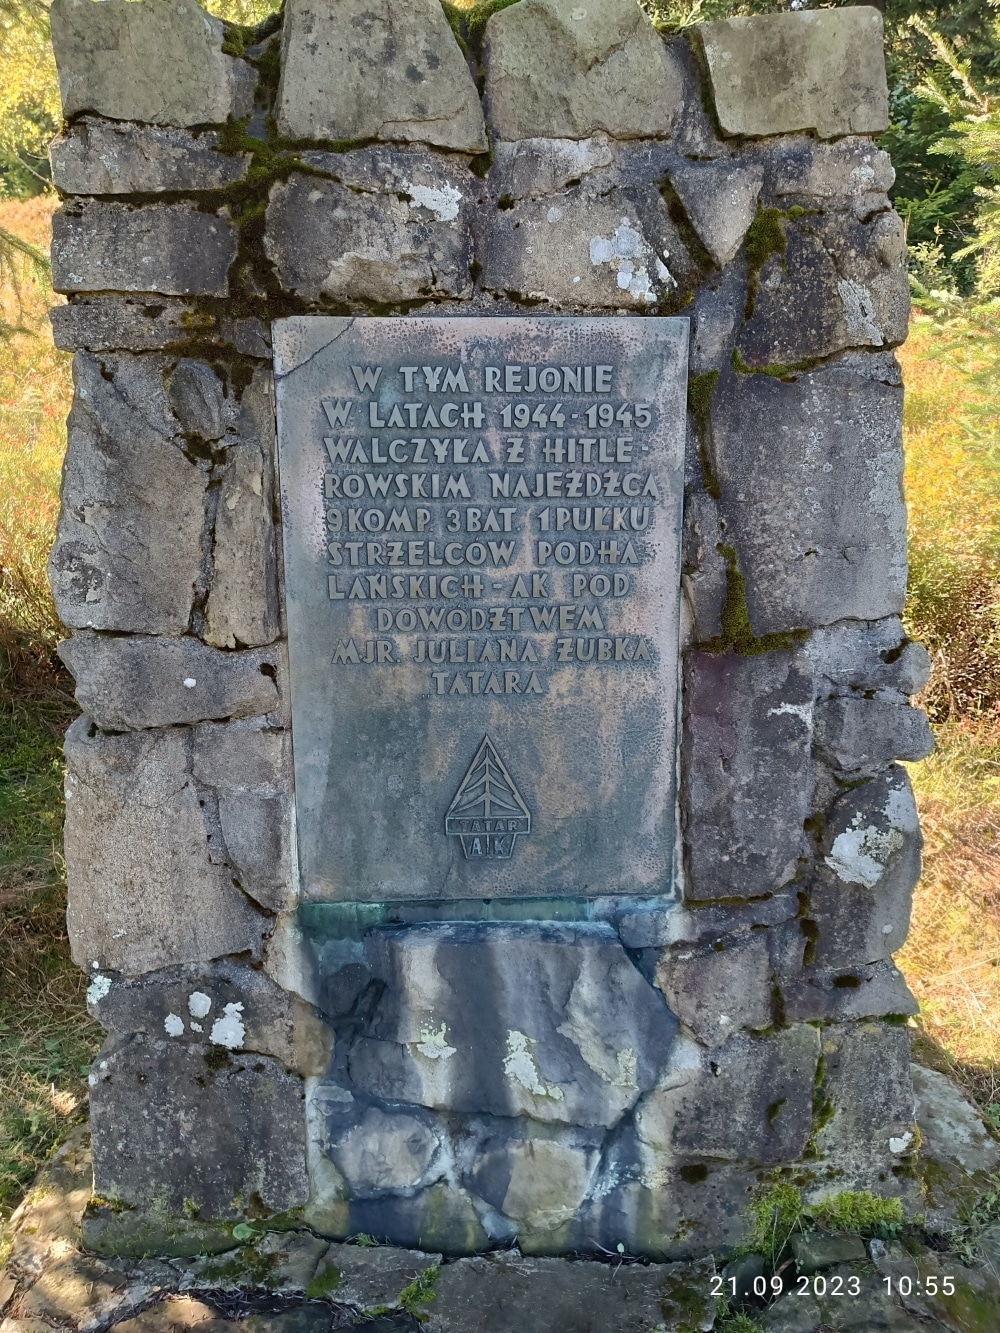 W TYM REJONIE
W LATACH 1944-1945
WALCZYŁA Z HITLE-
ROWSKIM NAJEŹDŹCĄ
9 KOMP. 3 BAT. 1 PUŁKU
STRZELCÓW PODHA-
LAŃSKICH - AK POD
DOWÓDZTWEM
MJR. JULIANA ZUBKA
TATARA
TATAR
AK
21.09.2023 10:55